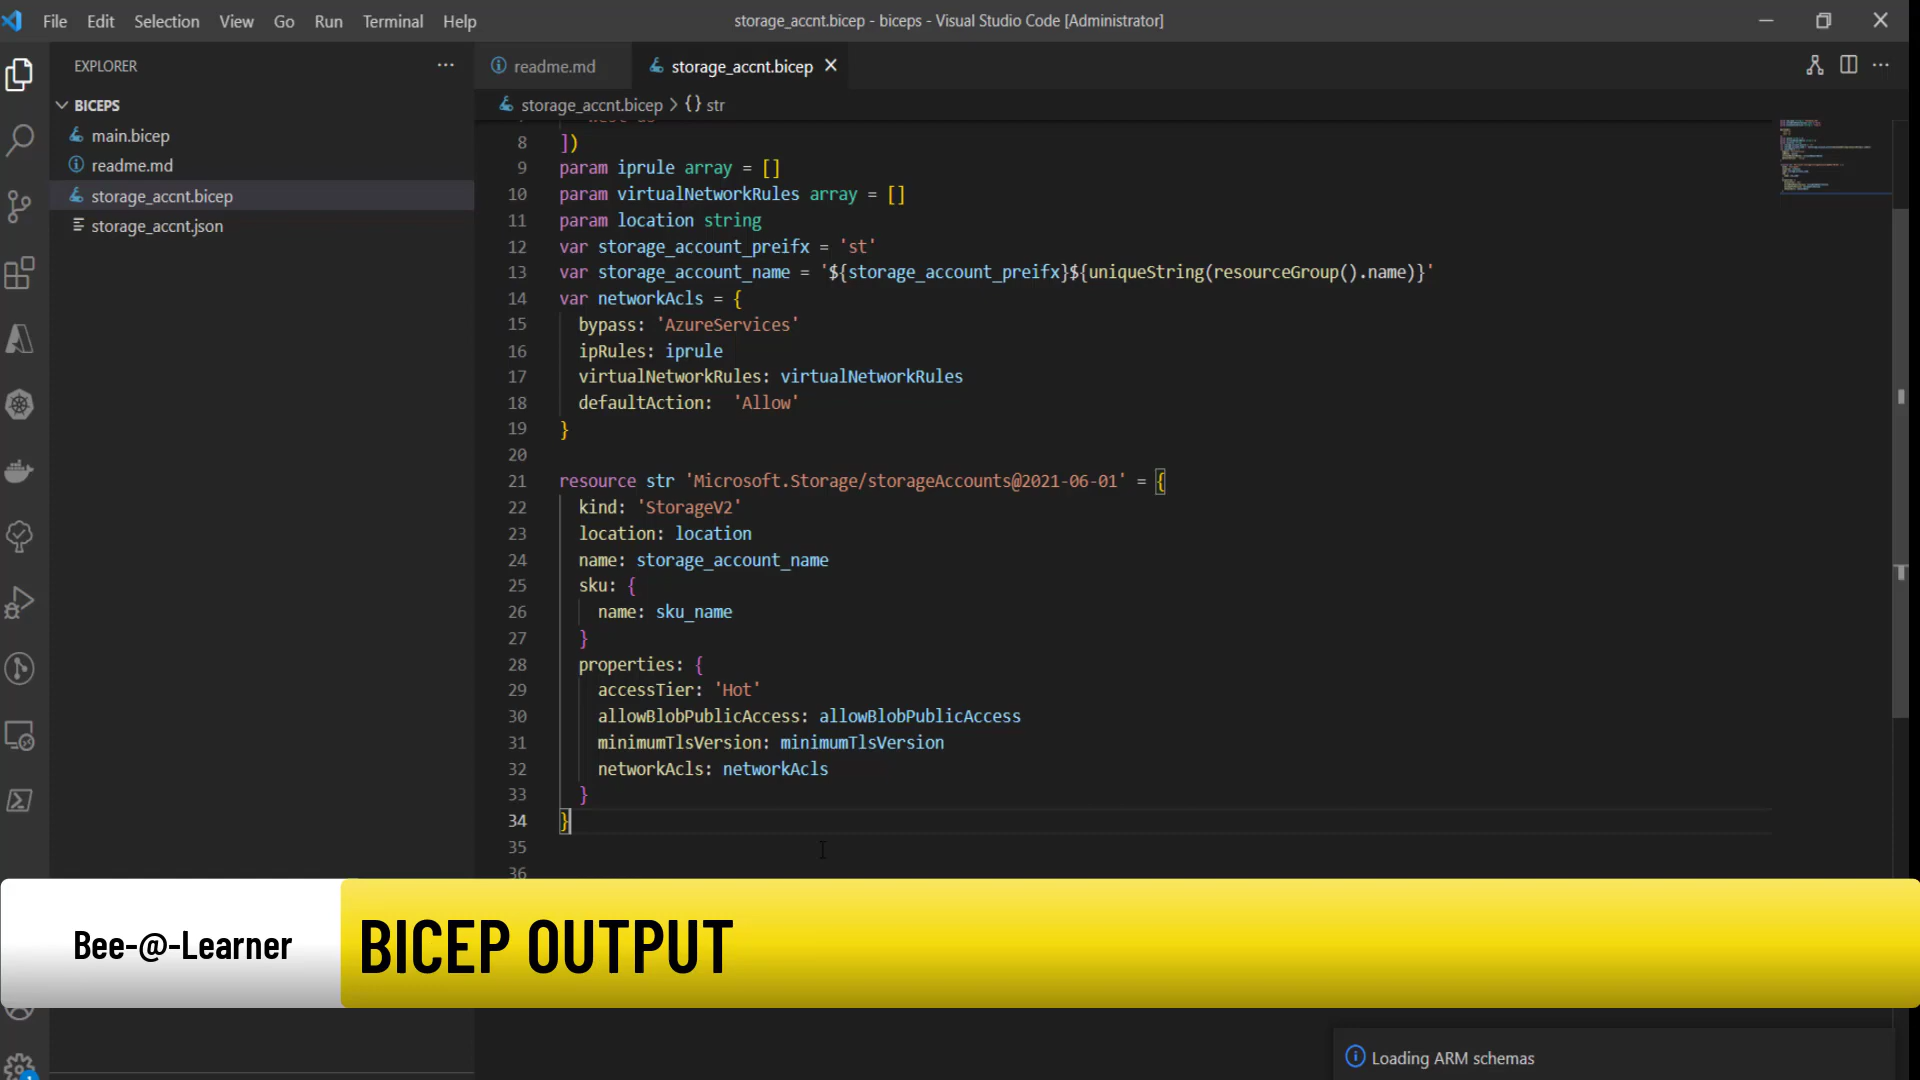 File Edit Selection View Go Run Terminal Help
storage_accnt.bicep - biceps - Visual Studio Code [Administrator]
EXPLORER
BICEPS
main.bicep
readme.md
storage_accnt.bicep
storage_accnt.json
readme.md
storage_accnt.bicep
storage_accnt.bicep > {} str
8 ])
9 param iprule array = []
10 param virtualNetworkRules array = []
11 param location string
12 var storage_account_preifx = 'st'
13 var storage_account_name = '${storage_account_preifx}${uniqueString(resourceGroup().name)}'
14 var networkAcls = {
15 bypass: 'AzureServices'
16 ipRules: iprule
17 virtualNetworkRules: virtualNetworkRules
18 defaultAction:  'Allow'
19 }
20
21 resource str 'Microsoft.Storage/storageAccounts@2021-06-01' = {
22 kind: 'StorageV2'
23 location: location
24 name: storage_account_name
25 sku: {
26 name: sku_name
27 }
28 properties: {
29 accessTier: 'Hot'
30 allowBlobPublicAccess: allowBlobPublicAccess
31 minimumTlsVersion: minimumTlsVersion
32 networkAcls: networkAcls
33 }
34 }
35
36
Bee-@-Learner
BICEP OUTPUT
Loading ARM schemas